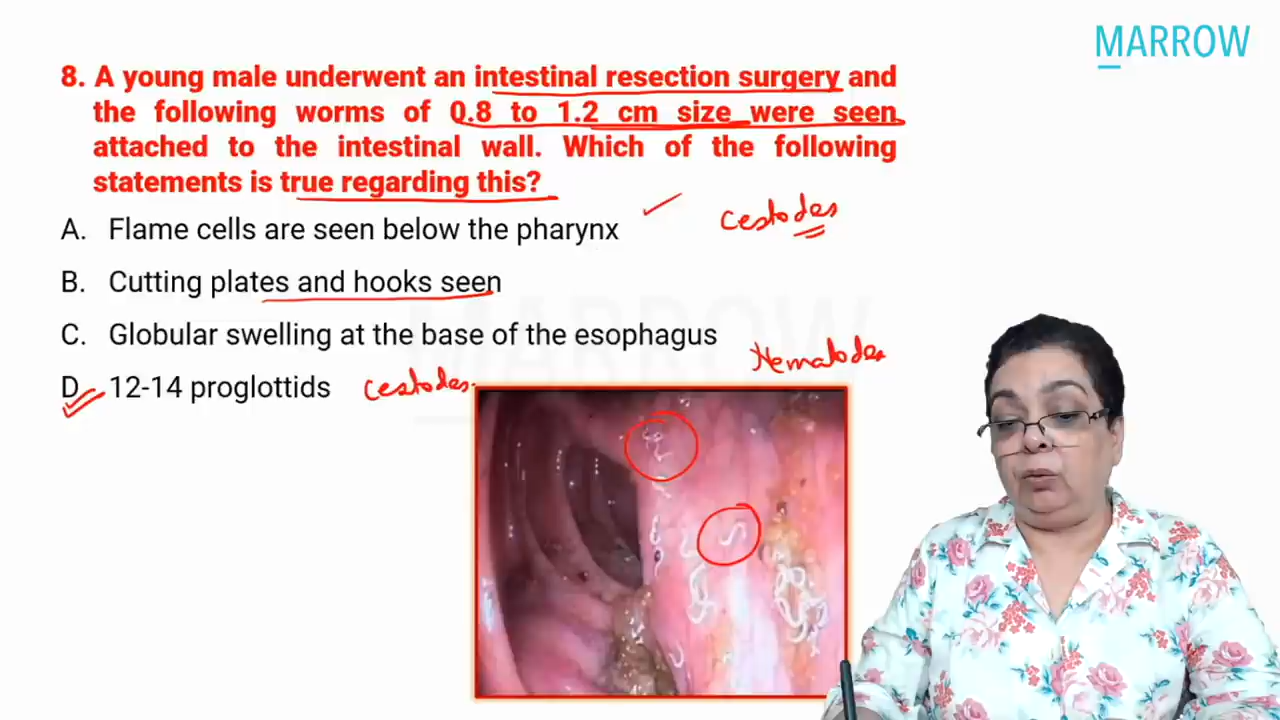 MARROW
8. A young male underwent an intestinal resection surgery and
the following worms of 0.8 to 1.2 cm size were seen
attached to the intestinal wall. Which of the following
statements is true regarding this?
A. Flame cells are seen below the pharynx
Cestodes
B. Cutting plates and hooks seen
C. Globular swelling at the base of the esophagus
Nematodes
D. 12-14 proglottids
Cestodes
MARROW